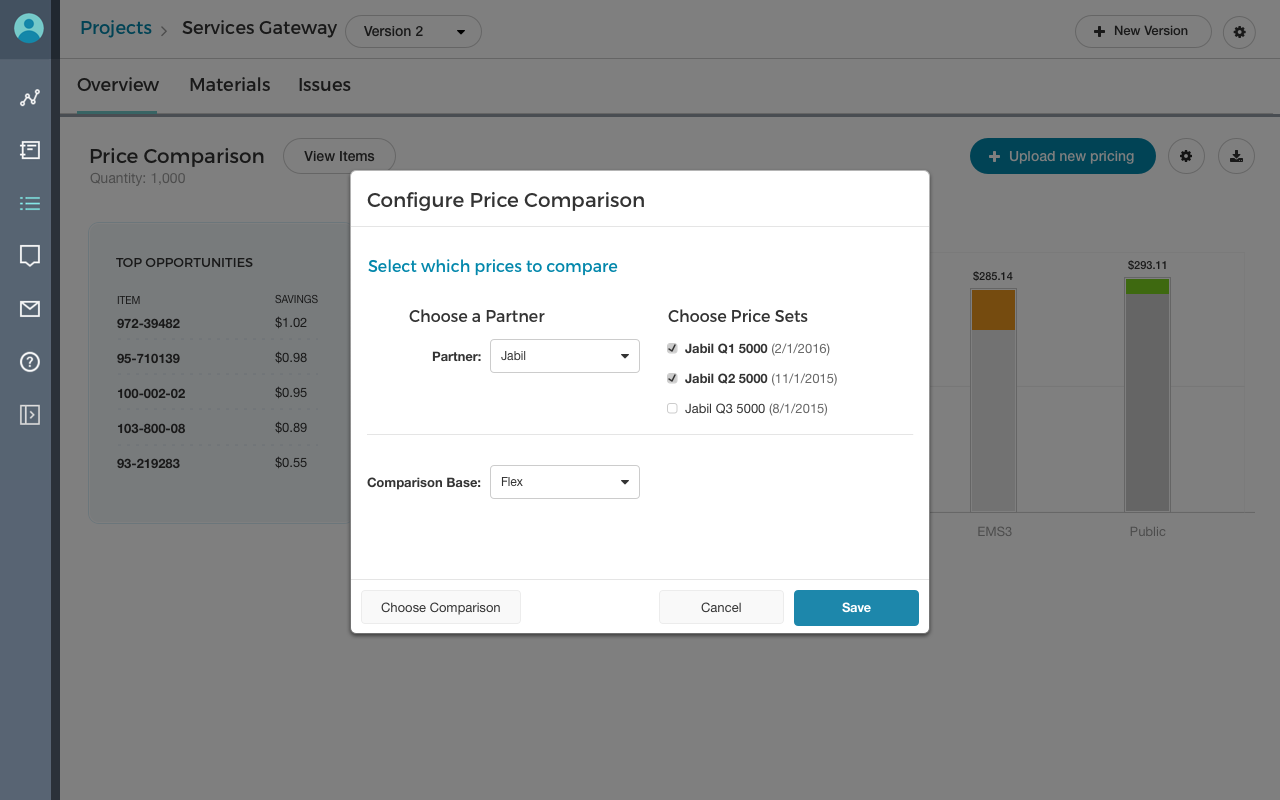 Projects > Services Gateway Version 2
+ New Version
Overview Materials Issues
Price Comparison View Items
+ Upload new pricing
Quantity: 1,000
TOP OPPORTUNITIES
ITEM SAVINGS
972-39482 $1.02
95-710139 $0.98
100-002-02 $0.95
103-800-08 $0.89
93-219283 $0.55
Configure Price Comparison
Select which prices to compare
Choose a Partner
Partner: Jabil
Choose Price Sets
Jabil Q1 5000 (2/1/2016)
Jabil Q2 5000 (11/1/2015)
Jabil Q3 5000 (8/1/2015)
Comparison Base: Flex
Choose Comparison Cancel Save
$285.14 $293.11
EMS3 Public